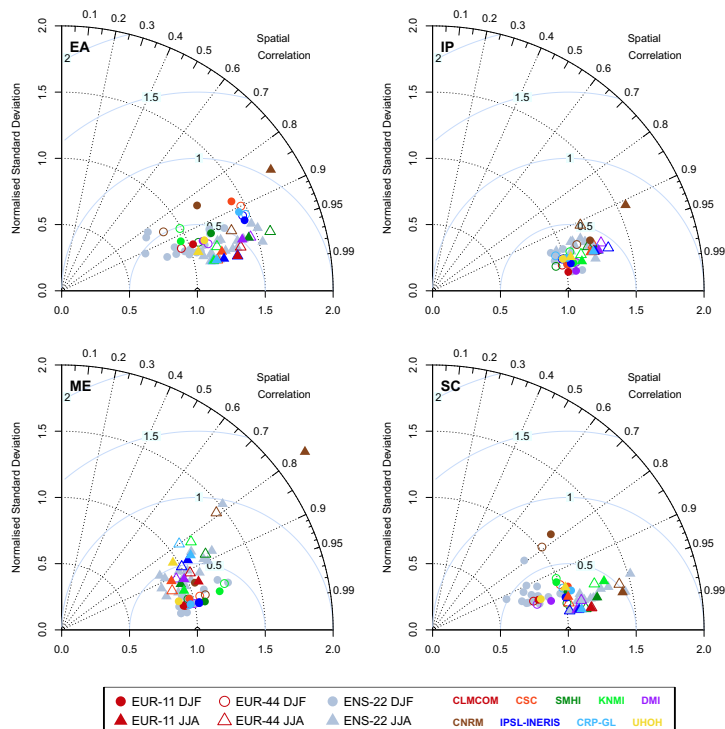 EA
Spatial
Correlation
Normalised Standard Deviation
0.0
0.5
1.0
1.5
2.0
0.0 0.5 1.0 1.5 2.0
0.1 0.2 0.3 0.4 0.5 0.6 0.7 0.8 0.9 0.95 0.99
0.5 1 1.5 2
IP
Spatial
Correlation
Normalised Standard Deviation
0.0
0.5
1.0
1.5
2.0
0.0 0.5 1.0 1.5 2.0
0.1 0.2 0.3 0.4 0.5 0.6 0.7 0.8 0.9 0.95 0.99
0.5 1 1.5 2
ME
Spatial
Correlation
Normalised Standard Deviation
0.0
0.5
1.0
1.5
2.0
0.0 0.5 1.0 1.5 2.0
0.1 0.2 0.3 0.4 0.5 0.6 0.7 0.8 0.9 0.95 0.99
0.5 1 1.5 2
SC
Spatial
Correlation
Normalised Standard Deviation
0.0
0.5
1.0
1.5
2.0
0.0 0.5 1.0 1.5 2.0
0.1 0.2 0.3 0.4 0.5 0.6 0.7 0.8 0.9 0.95 0.99
0.5 1 1.5 2
EUR-11 DJF EUR-44 DJF ENS-22 DJF CLMCOM CSC SMHI KNMI DMI
EUR-11 JJA EUR-44 JJA ENS-22 JJA CNRM IPSL-INERIS CRP-GL UHOH